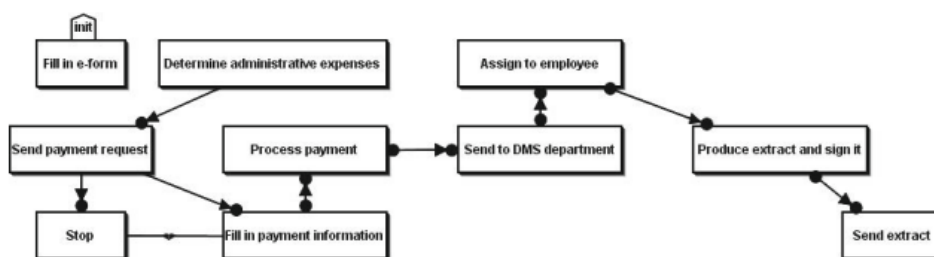 init
Fill in e-form
Determine administrative expenses
Assign to employee
Send payment request
Process payment
Send to DMS department
Produce extract and sign it
Stop
Fill in payment information
Send extract